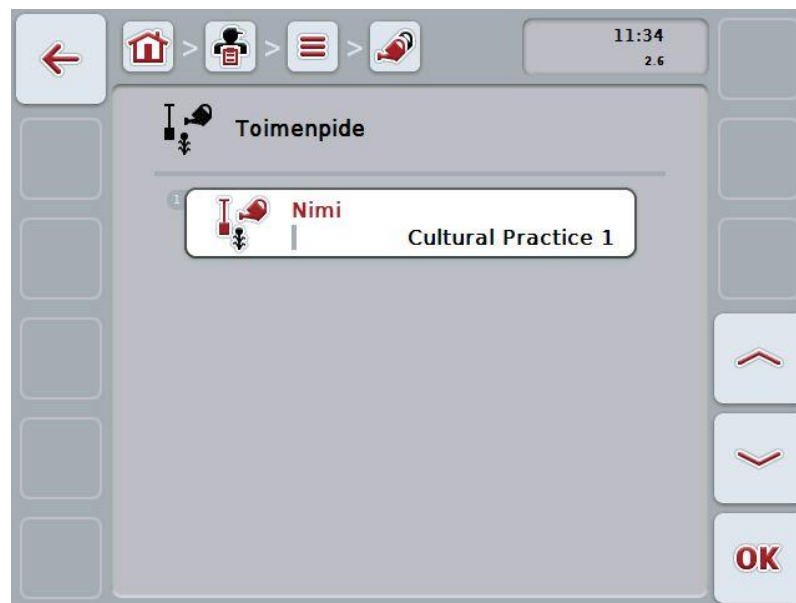 > > >
11:34
2.6
Toimenpide
1
Nimi
Cultural Practice 1
OK